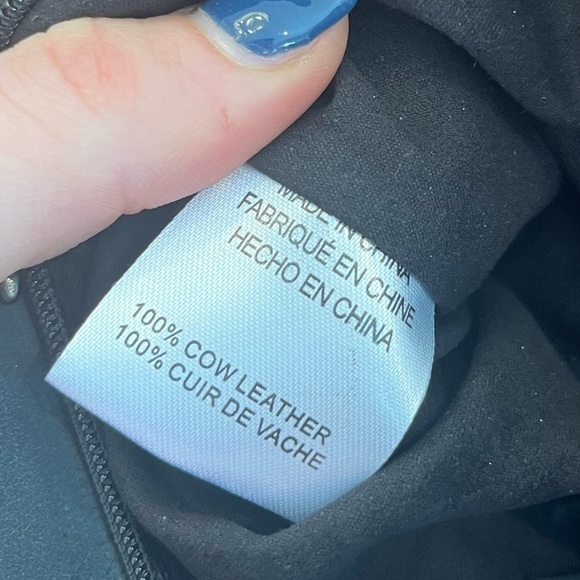 MADE IN CHINA
FABRIQUÉ EN CHINE
HECHO EN CHINA
100% COW LEATHER
100% CUIR DE VACHE